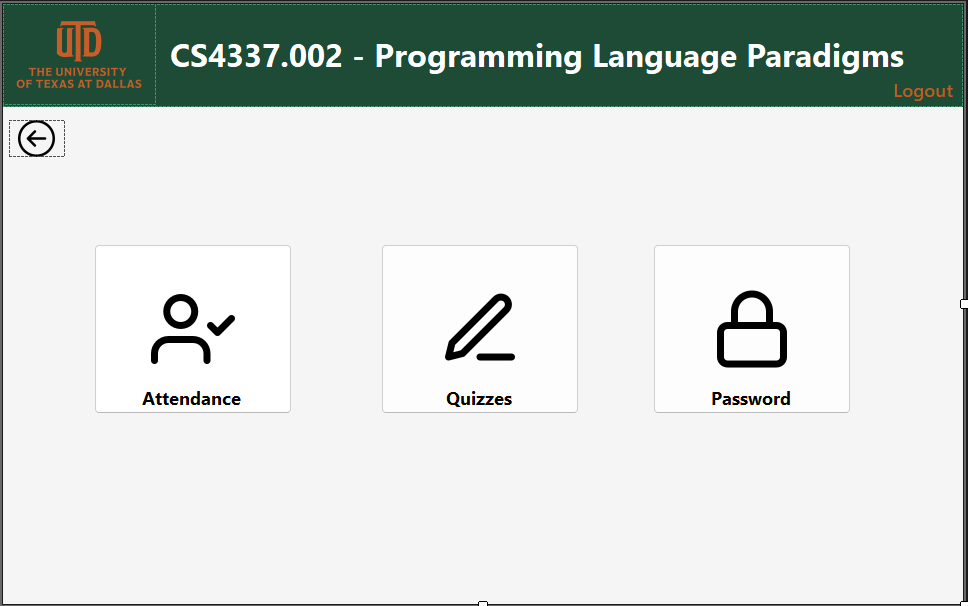 UTD
THE UNIVERSITY
OF TEXAS AT DALLAS
CS4337.002 - Programming Language Paradigms
Logout
Attendance
Quizzes
Password